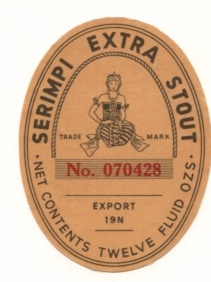 SERIMPI EXTRA STOUT
TRADE MARK
No. 070428
EXPORT
19N
· NET CONTENTS TWELVE FLUID OZS ·